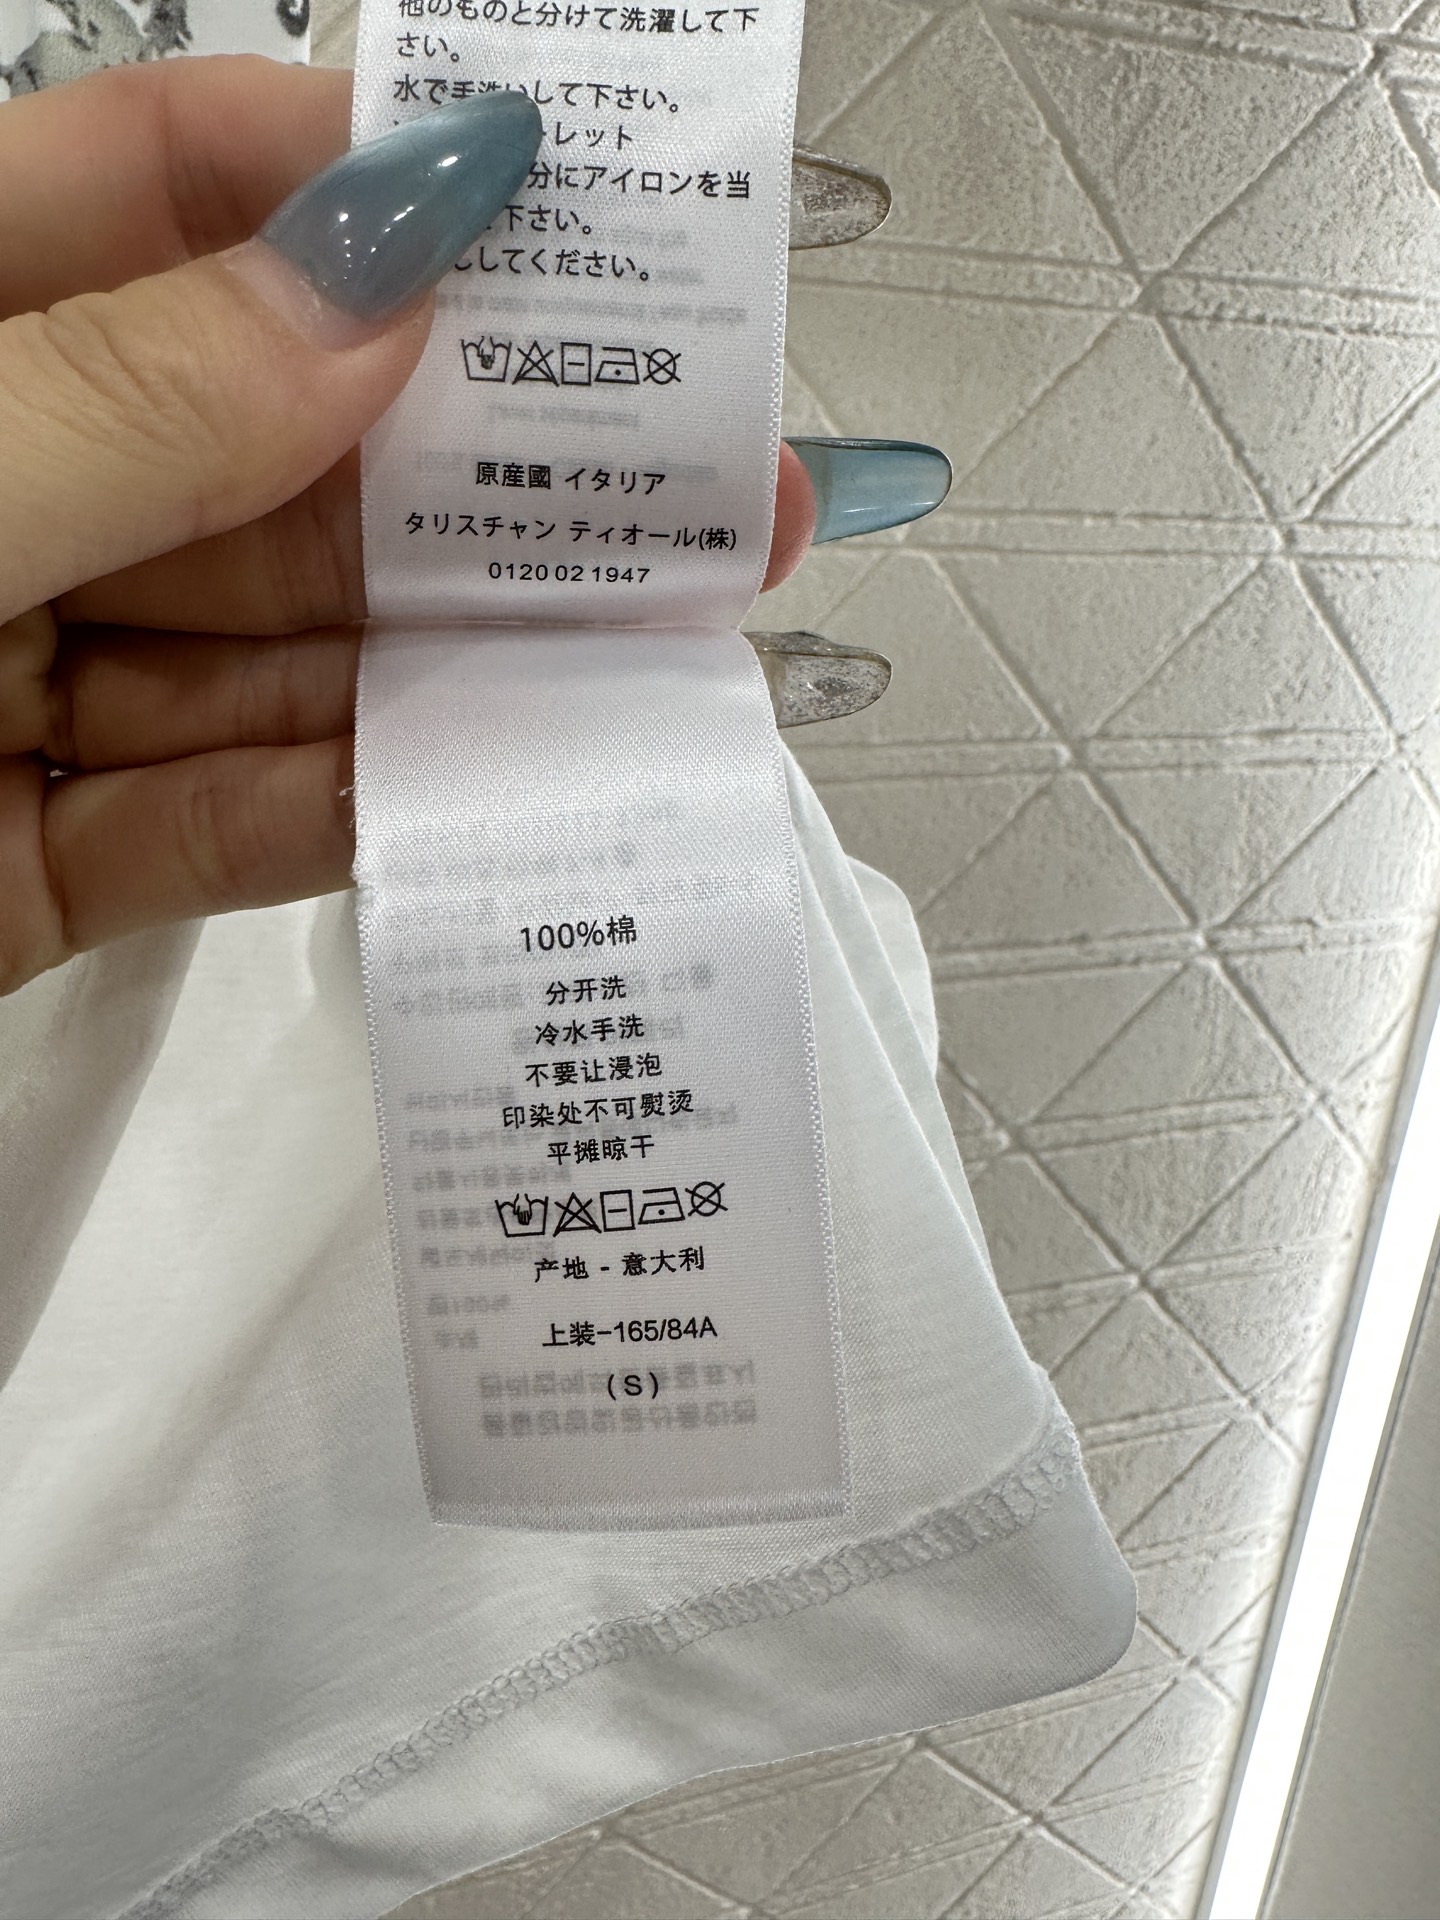 他のものと分けて洗濯して下
さい。
水で手洗いして下さい。
レット
分にアイロンを当
下さい。
してください。
原産國 イタリア
タリスチャン ティオール(株)
0120 02 1947
100%棉
分开洗
冷水手洗
不要让浸泡
印染处不可熨烫
平摊晾干
产地 - 意大利
上装-165/84A
(S)